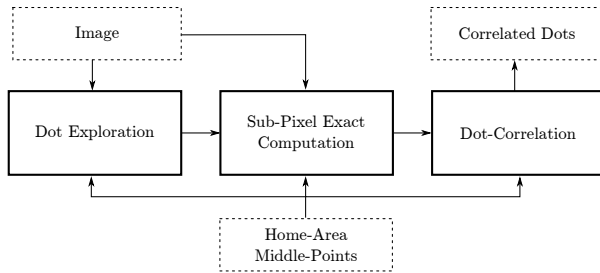 Image
Correlated Dots
Dot Exploration
Sub-Pixel Exact
Computation
Dot-Correlation
Home-Area
Middle-Points